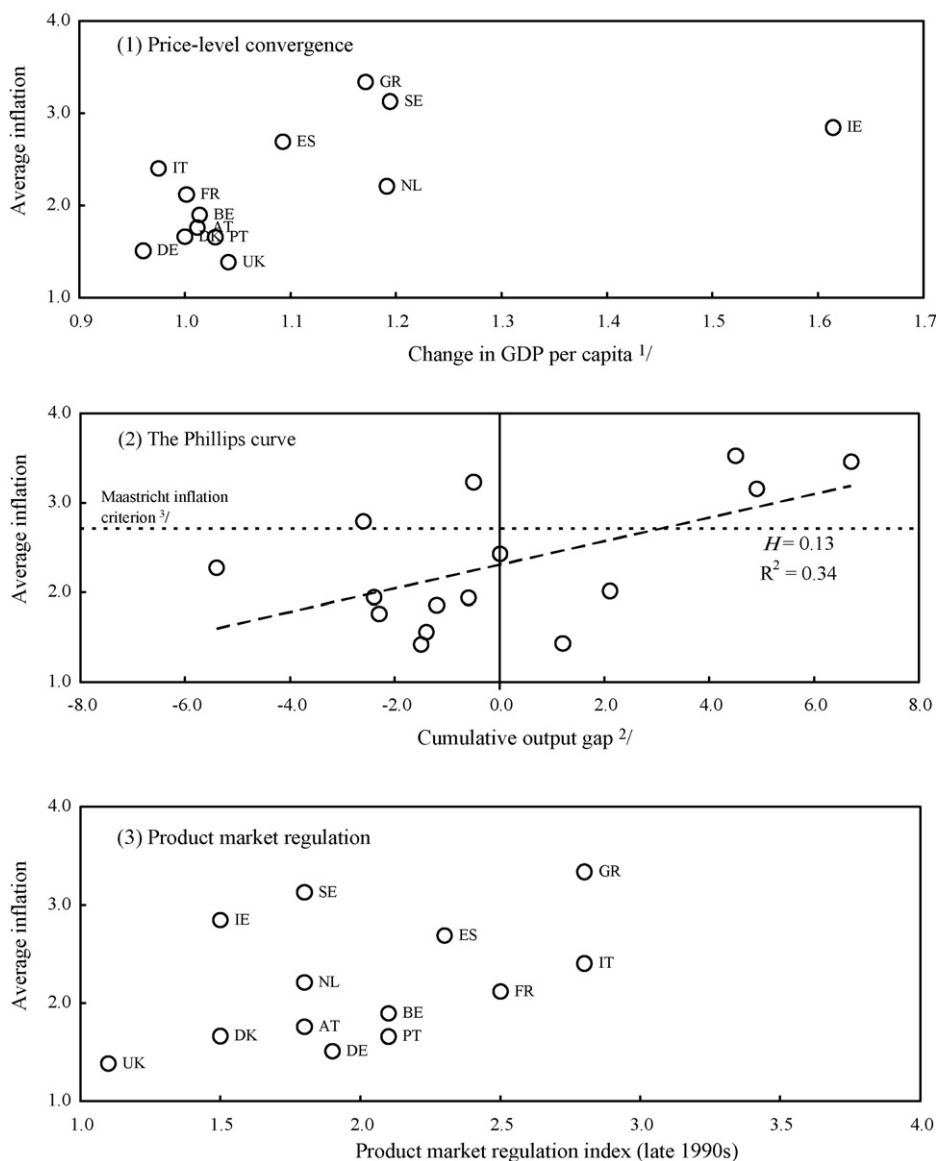 4.0
(1) Price-level convergence
GR
SE
3.0
IE
ES
IT
NL
FR
2.0
BE
AT
DK PT
DE
UK
1.0
0.9 1.0 1.1 1.2 1.3 1.4 1.5 1.6 1.7
Average inflation
Change in GDP per capita 1/
4.0
(2) The Phillips curve
Maastricht inflation
criterion 3/
3.0
H = 0.13
R2 = 0.34
2.0
1.0
-8.0 -6.0 -4.0 -2.0 0.0 2.0 4.0 6.0 8.0
Average inflation
Cumulative output gap 2/
4.0
(3) Product market regulation
GR
SE
3.0
IE
ES
IT
NL
FR
2.0
BE
AT
DK
PT
DE
UK
1.0
1.0 1.5 2.0 2.5 3.0 3.5 4.0
Average inflation
Product market regulation index (late 1990s)